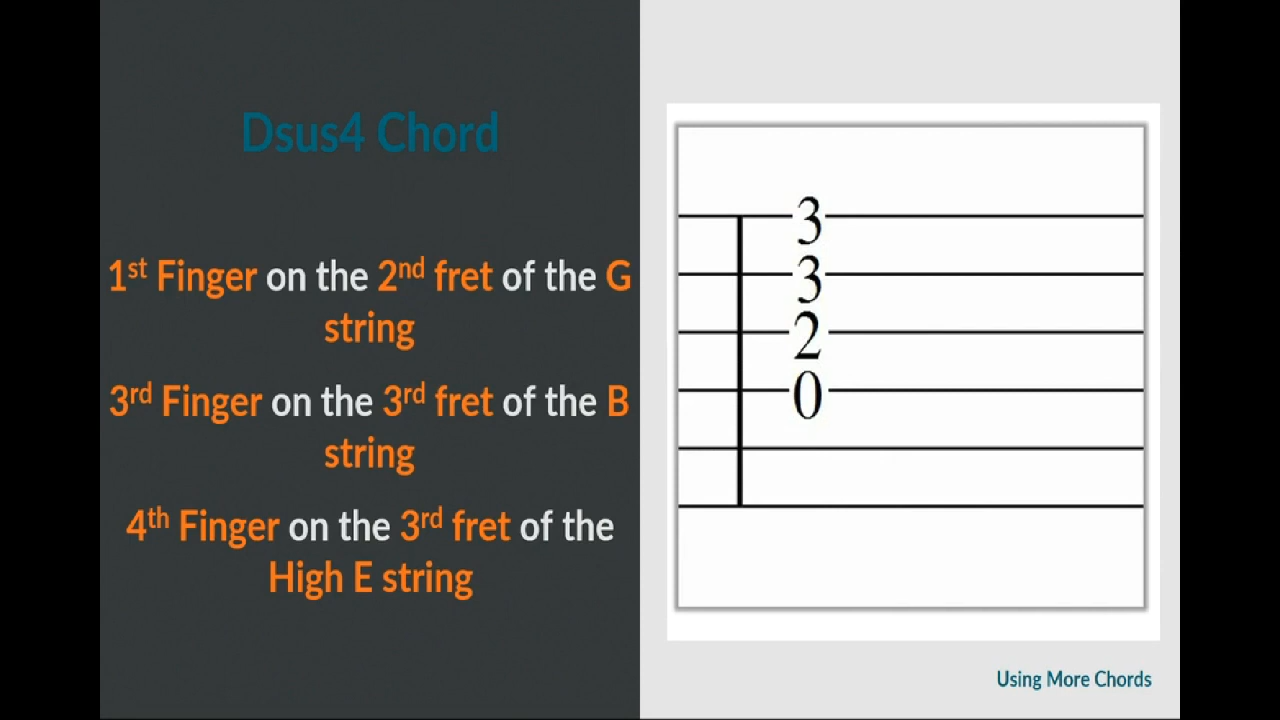 Dsus4 Chord
1st Finger on the 2nd fret of the G
string
3rd Finger on the 3rd fret of the B
string
4th Finger on the 3rd fret of the
High E string
3
3
2
0
Using More Chords